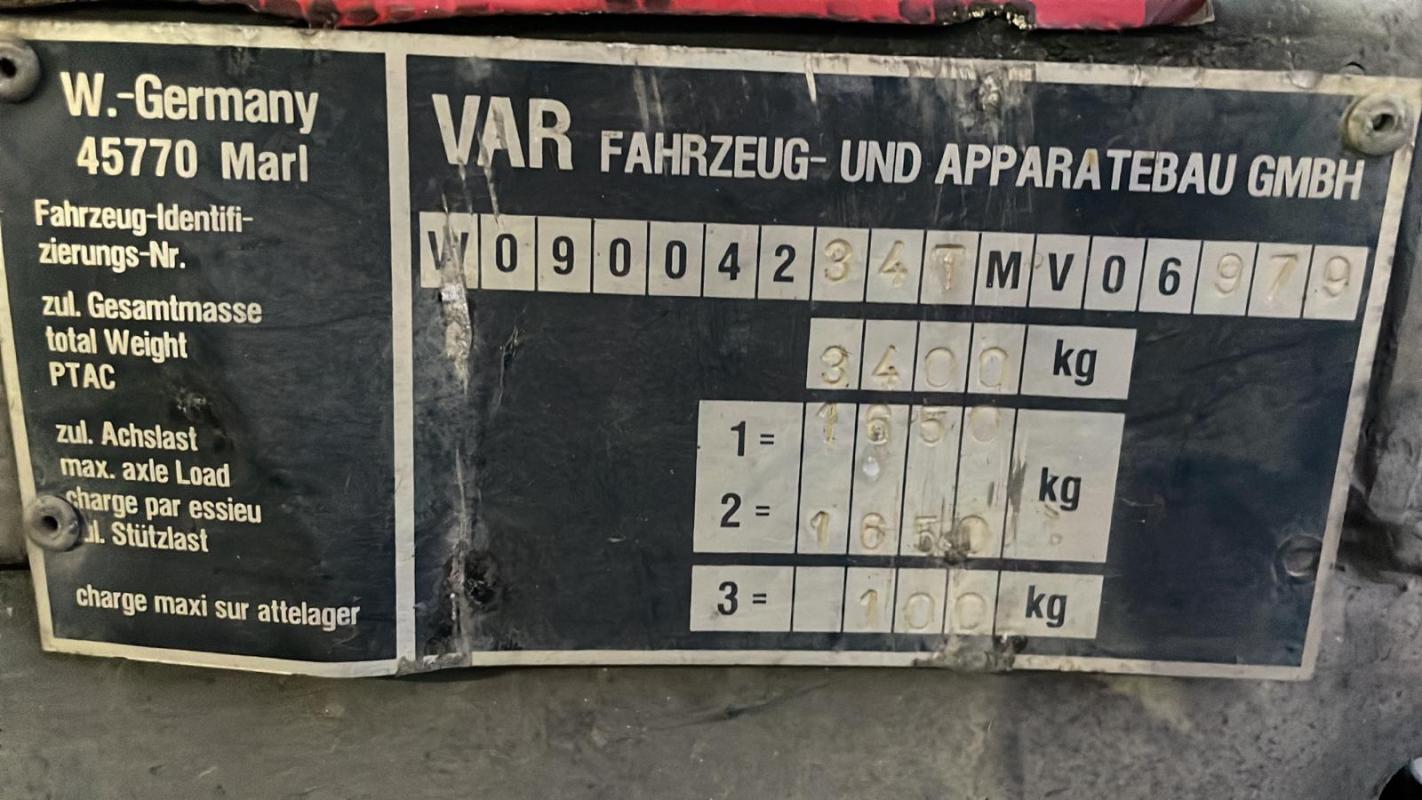 W.-Germany
45770 Marl
Fahrzeug-Identifi-
zierungs-Nr.
zul. Gesamtmasse
total Weight
PTAC
zul. Achslast
max. axle Load
charge par essieu
zul. Stützlast
charge maxi sur attelager
VAR FAHRZEUG- UND APPARATEBAU GMBH
W09004234TMV06979
3400 kg
1= 1650
kg
2= 1650
3= 100 kg